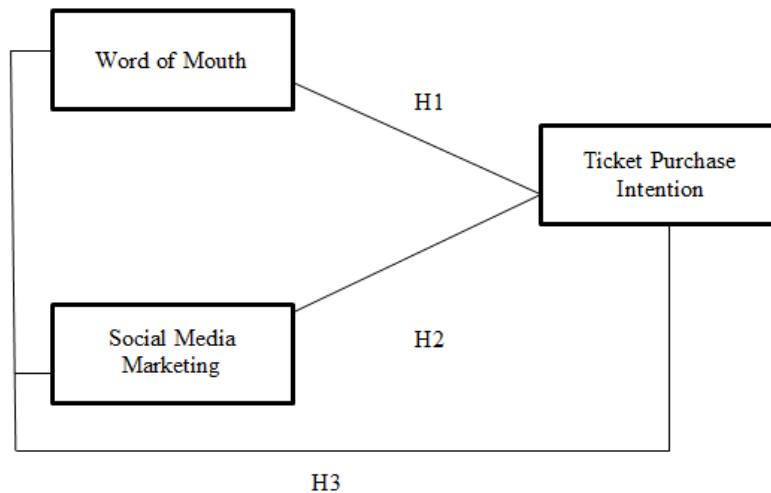 Word of Mouth
H1
Ticket Purchase
Intention
Social Media
Marketing
H2
H3